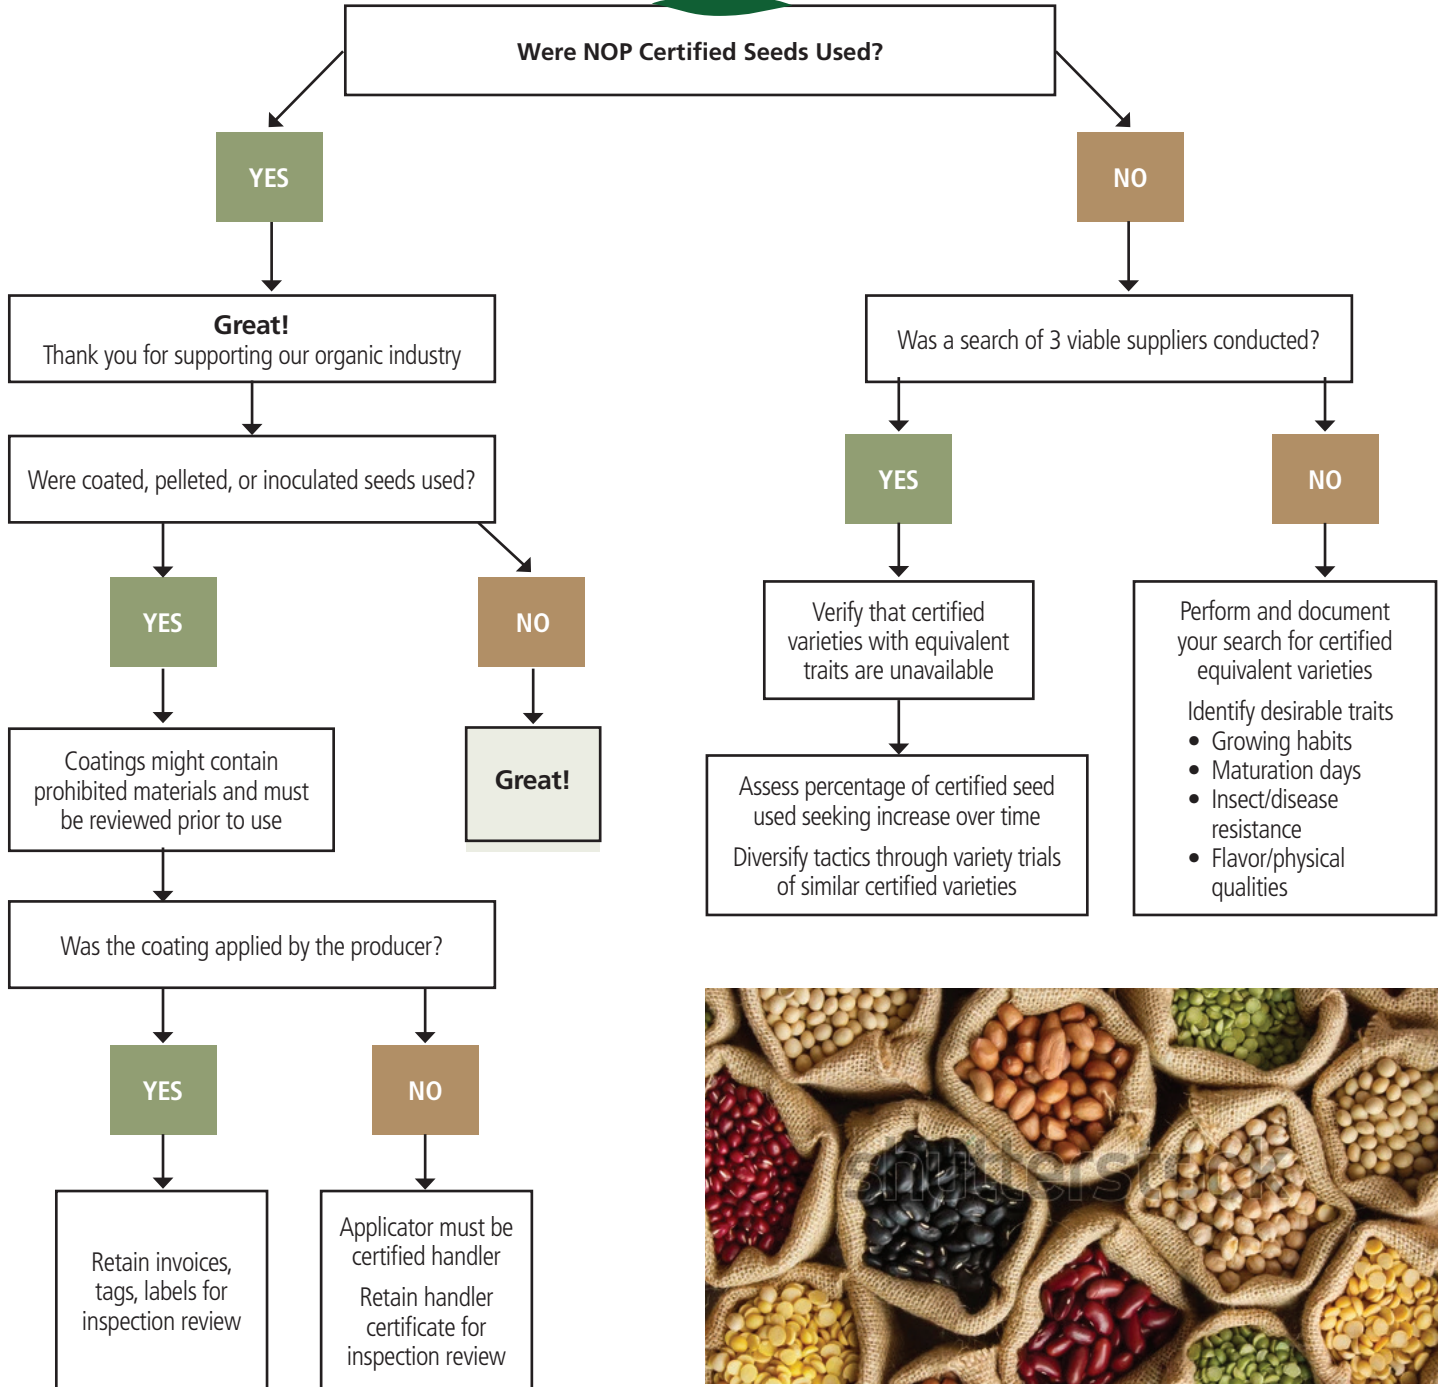 Were NOP Certified Seeds Used?
YES
NO
Great!
Thank you for supporting our organic industry
Were coated, pelleted, or inoculated seeds used?
YES
NO
Coatings might contain
prohibited materials and must
be reviewed prior to use
Great!
Was the coating applied by the producer?
YES
NO
Retain invoices,
tags, labels for
inspection review
Applicator must be
certified handler
Retain handler
certificate for
inspection review
Was a search of 3 viable suppliers conducted?
YES
NO
Verify that certified
varieties with equivalent
traits are unavailable
Assess percentage of certified seed
used seeking increase over time
Diversify tactics through variety trials
of similar certified varieties
Perform and document
your search for certified
equivalent varieties
Identify desirable traits
• Growing habits
• Maturation days
• Insect/disease
resistance
• Flavor/physical
qualities
shutterstock